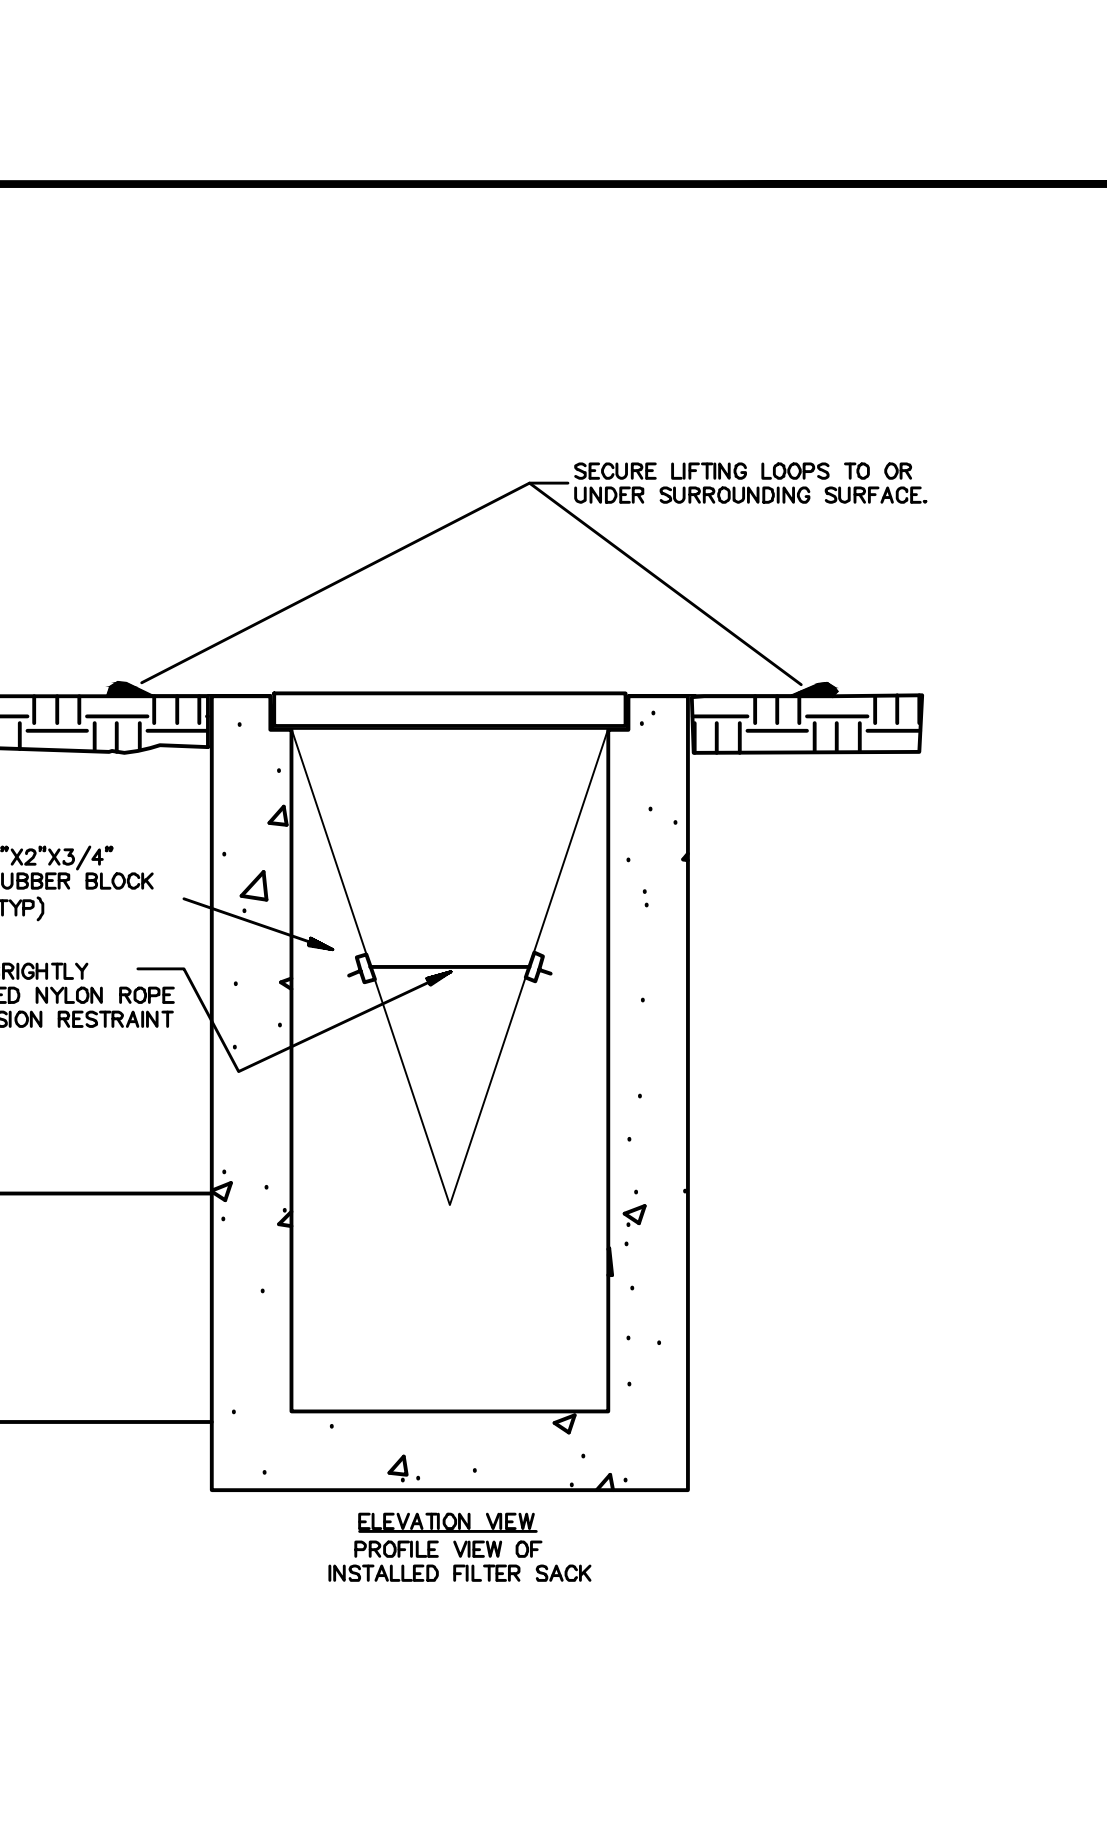 SECURE LIFTING LOOPS TO OR
UNDER SURROUNDING SURFACE.
"X2"X3/4"
UBBER BLOCK
TYP)
RIGHTLY
ED NYLON ROPE
SION RESTRAINT
ELEVATION VIEW
PROFILE VIEW OF
INSTALLED FILTER SACK